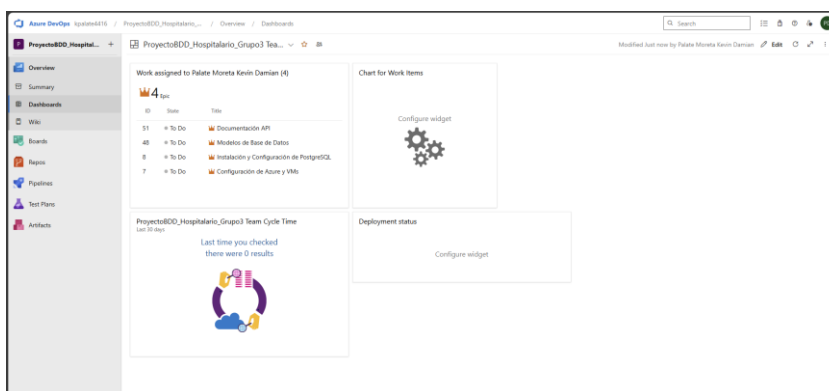 Azure DevOps kpalate4416 / ProyectoBDD_Hospitalario_... / Overview / Dashboards
Search
ProyectoBDD_Hospital... +
ProyectoBDD_Hospitalario_Grupo3 Tea...
Modified Just now by Palate Moreta Kevin Damian
Edit
Overview
Summary
Dashboards
Wiki
Boards
Repos
Pipelines
Test Plans
Artifacts
Work assigned to Palate Moreta Kevin Damian (4)
4 Epic
ID State Title
51 To Do Documentación API
48 To Do Modelos de Base de Datos
8 To Do Instalación y Configuración de PostgreSQL
7 To Do Configuración de Azure y VMs
Chart for Work Items
Configure widget
ProyectoBDD_Hospitalario_Grupo3 Team Cycle Time
Last 30 days
Last time you checked
there were 0 results
Deployment status
Configure widget